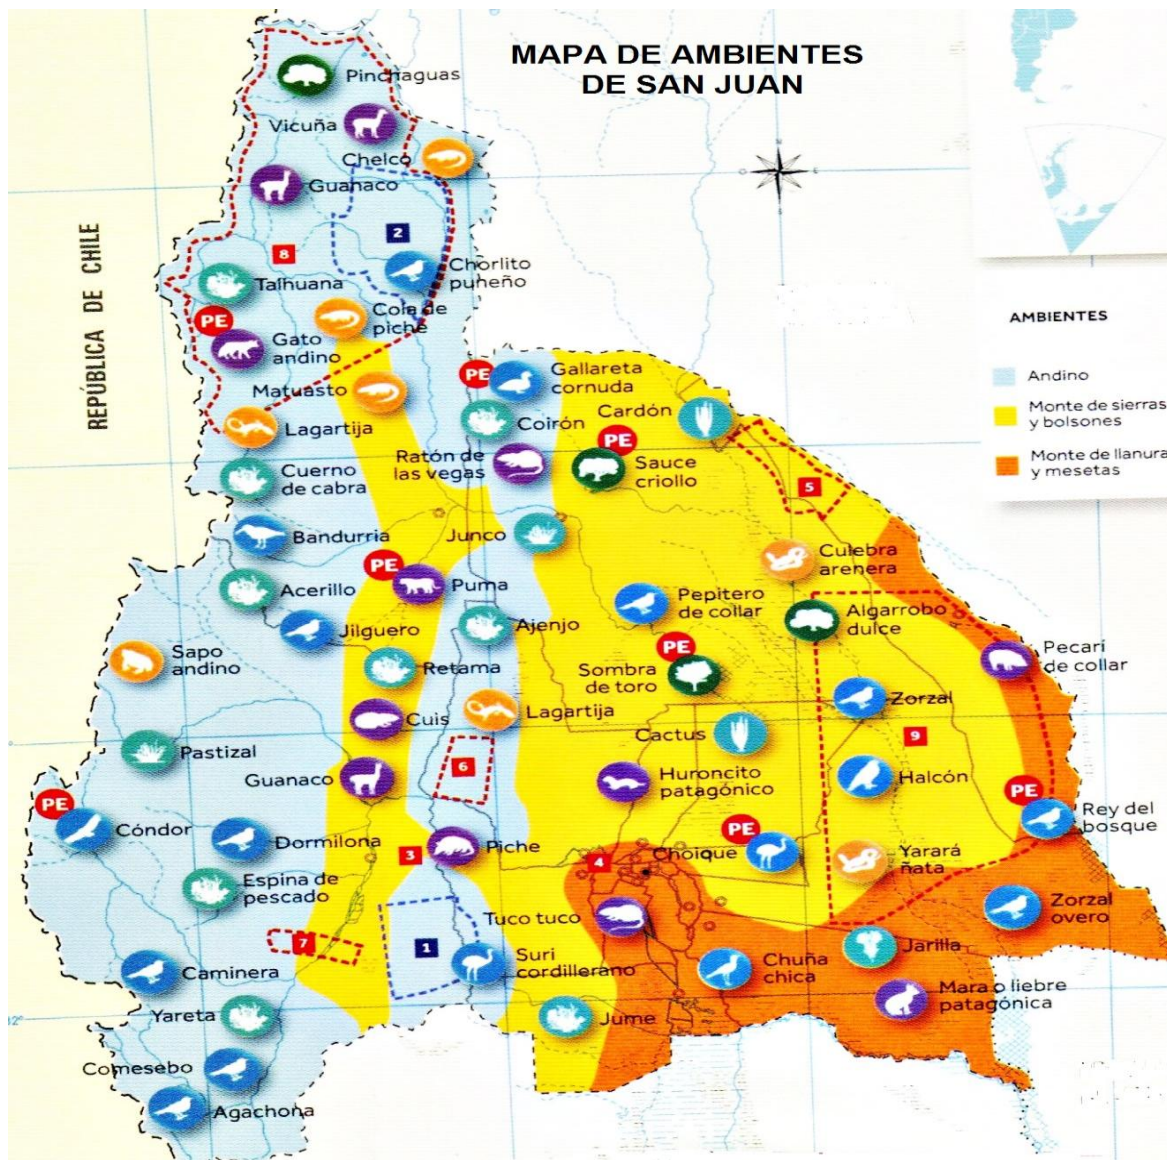 MAPA DE AMBIENTES
DE SAN JUAN
Pinchaguas
Vicuña
Chelco
Guanaco
2
8
Chorlito
puneño
Taihuana
PE
Cola de
piche
Gato
andino
Matuasto
Lagartija
REPÚBLICA DE CHILE
PE
Gallareta
cornuda
Coirón
Cardón
PE
Ratón de
las vegas
Sauce
criollo
Cuerno
de cabra
5
Bandurria
Junco
Culebra
arenera
PE
Puma
Acerillo
Pepitero
de collar
Algarrobo
dulce
Jilguero
Ajenjo
Sapo
andino
Retama
PE
Sombra
de toro
Pecarí
de collar
Zorzal
Cuis
Lagartija
Cactus
9
Pastizal
6
Guanaco
Huroncito
patagónico
Halcón
PE
Cóndor
Dormilona
3
Piche
4
PE
Choique
PE
Rey del
bosque
Yarará
ñata
Espina de
pescado
Tuco tuco
Zorzal
overo
7
1
Jarilla
Caminera
Suri
cordillerano
Chuña
chica
Mara o liebre
patagónica
Yareta
Jume
Comesebo
Agachona
N
E
S
O
AMBIENTES
Andino
Monte de sierras
y bolsones
Monte de llanura
y mesetas